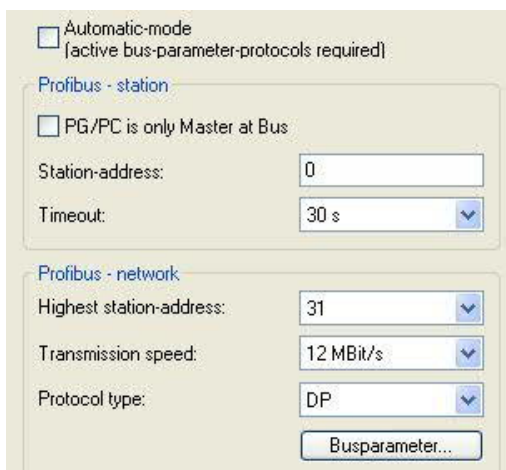 Automatic-mode
(active bus-parameter-protocols required)
Profibus - station
PG/PC is only Master at Bus
Station-address: 0
Timeout: 30 s
Profibus - network
Highest station-address: 31
Transmission speed: 12 MBit/s
Protocol type: DP
Busparameter...